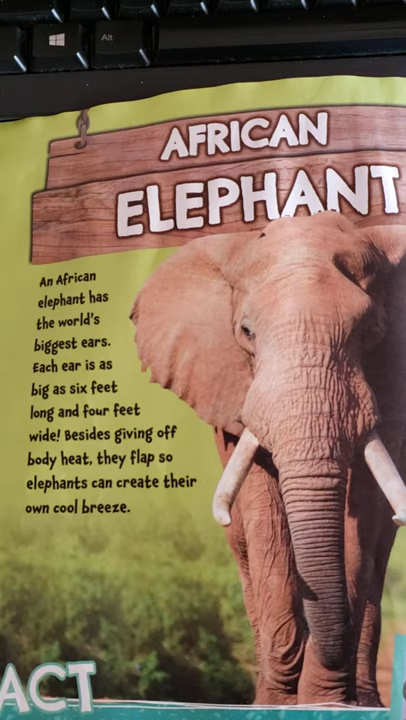 Alt
AFRICAN
ELEPHANT
An African
elephant has
the world's
biggest ears.
Each ear is as
big as six feet
long and four feet
wide! Besides giving off
body heat, they flap so
elephants can create their
own cool breeze.
ACT